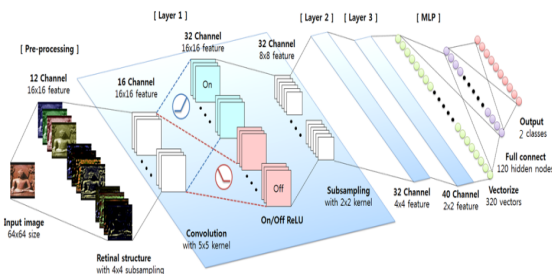 [ Pre-processing]
[ Layer 1 ]
[ Layer 2 ]
[ Layer 3 ]
[ MLP ]
12 Channel
16x16 feature
16 Channel
16x16 feature
32 Channel
16x16 feature
32 Channel
8x8 feature
On
Off
Input image
64x64 size
Retinal structure
with 4x4 subsampling
Convolution
with 5x5 kernel
On/Off ReLU
Subsampling
with 2x2 kernel
32 Channel
4x4 feature
40 Channel
2x2 feature
Vectorize
320 vectors
Full connect
120 hidden nodes
Output
2 classes